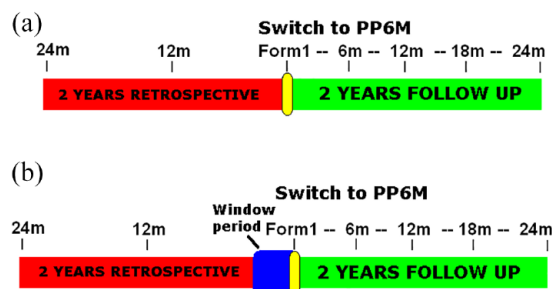 (a)
Switch to PP6M
24m 12m Form1 -- 6m -- 12m -- 18m -- 24m
2 YEARS RETROSPECTIVE 2 YEARS FOLLOW UP
(b)
Switch to PP6M
Window
period
24m 12m Form1 -- 6m -- 12m -- 18m -- 24m
2 YEARS RETROSPECTIVE 2 YEARS FOLLOW UP